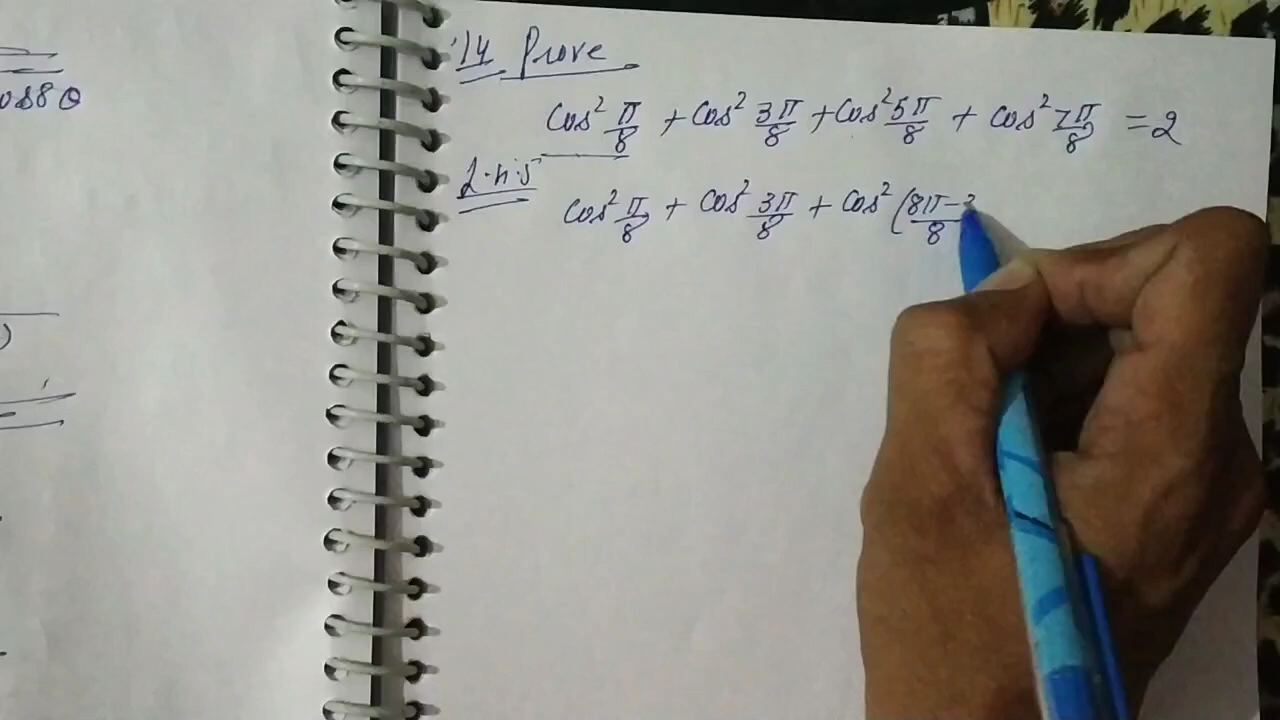 os8θ
)
14 Prove
cos² π/8 + cos² 3π/8 + cos² 5π/8 + cos² 7π/8 = 2
L.H.S
cos² π/8 + cos² 3π/8 + cos² (8π-3/8